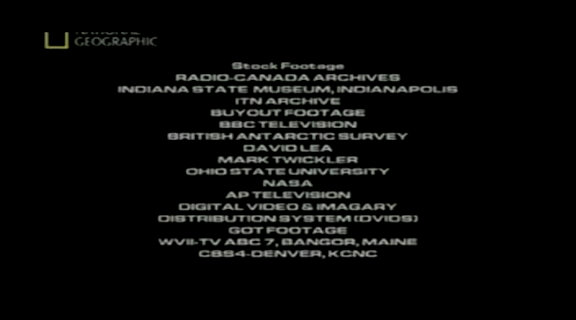 NATIONAL
GEOGRAPHIC
Stock Footage
RADIO-CANADA ARCHIVES
INDIANA STATE MUSEUM, INDIANAPOLIS
ITN ARCHIVE
BUYOUT FOOTAGE
BBC TELEVISION
BRITISH ANTARCTIC SURVEY
DAVID LEA
MARK TWICKLER
OHIO STATE UNIVERSITY
NASA
AP TELEVISION
DIGITAL VIDEO & IMAGARY
DISTRIBUTION SYSTEM (DVIDS)
GOT FOOTAGE
WVII-TV ABC 7, BANGOR, MAINE
CBS4-DENVER, KCNC